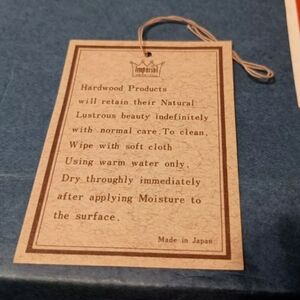 Imperial
Hardwood Products
will retain their Natural
Lustrous beauty indefinitely
with normal care. To clean,
Wipe with soft cloth
Using warm water only.
Dry throughly immediately
after applying Moisture to
the surface.
Made in Japan